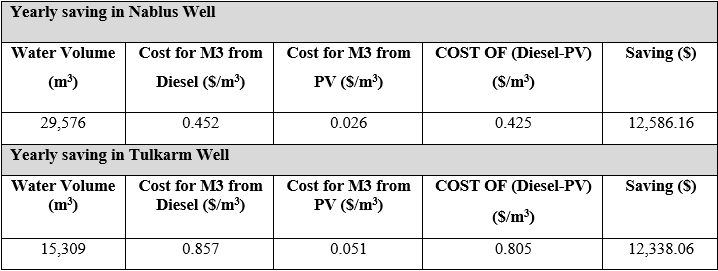 Yearly saving in Nablus Well
Water Volume (m³) Cost for M3 from Diesel ($/m³) Cost for M3 from PV ($/m³) COST OF (Diesel-PV) ($/m³) Saving ($)
29,576 0.452 0.026 0.425 12,586.16
Yearly saving in Tulkarm Well
Water Volume (m³) Cost for M3 from Diesel ($/m³) Cost for M3 from PV ($/m³) COST OF (Diesel-PV) ($/m³) Saving ($)
15,309 0.857 0.051 0.805 12,338.06